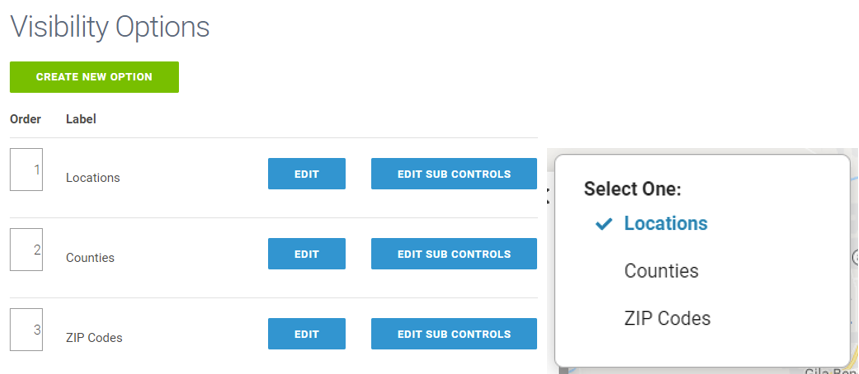 Visibility Options
CREATE NEW OPTION
Order Label
1 Locations EDIT EDIT SUB CONTROLS
2 Counties EDIT EDIT SUB CONTROLS
3 ZIP Codes EDIT EDIT SUB CONTROLS
Select One:
Locations
Counties
ZIP Codes